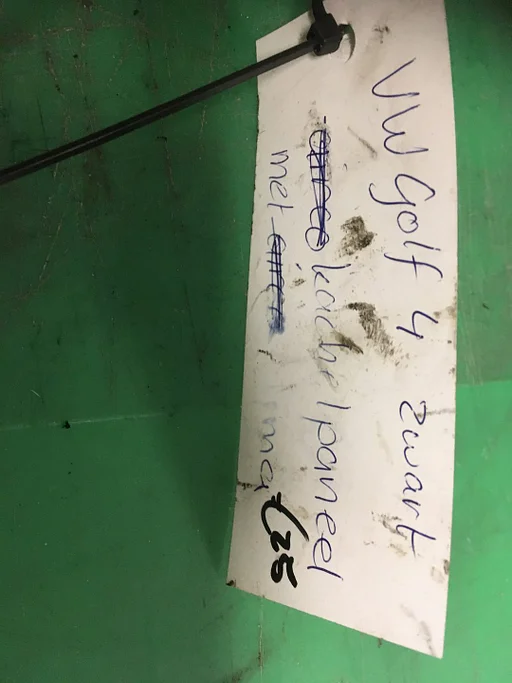 VW Golf 4 zwart
kachelpaneel
met
€25